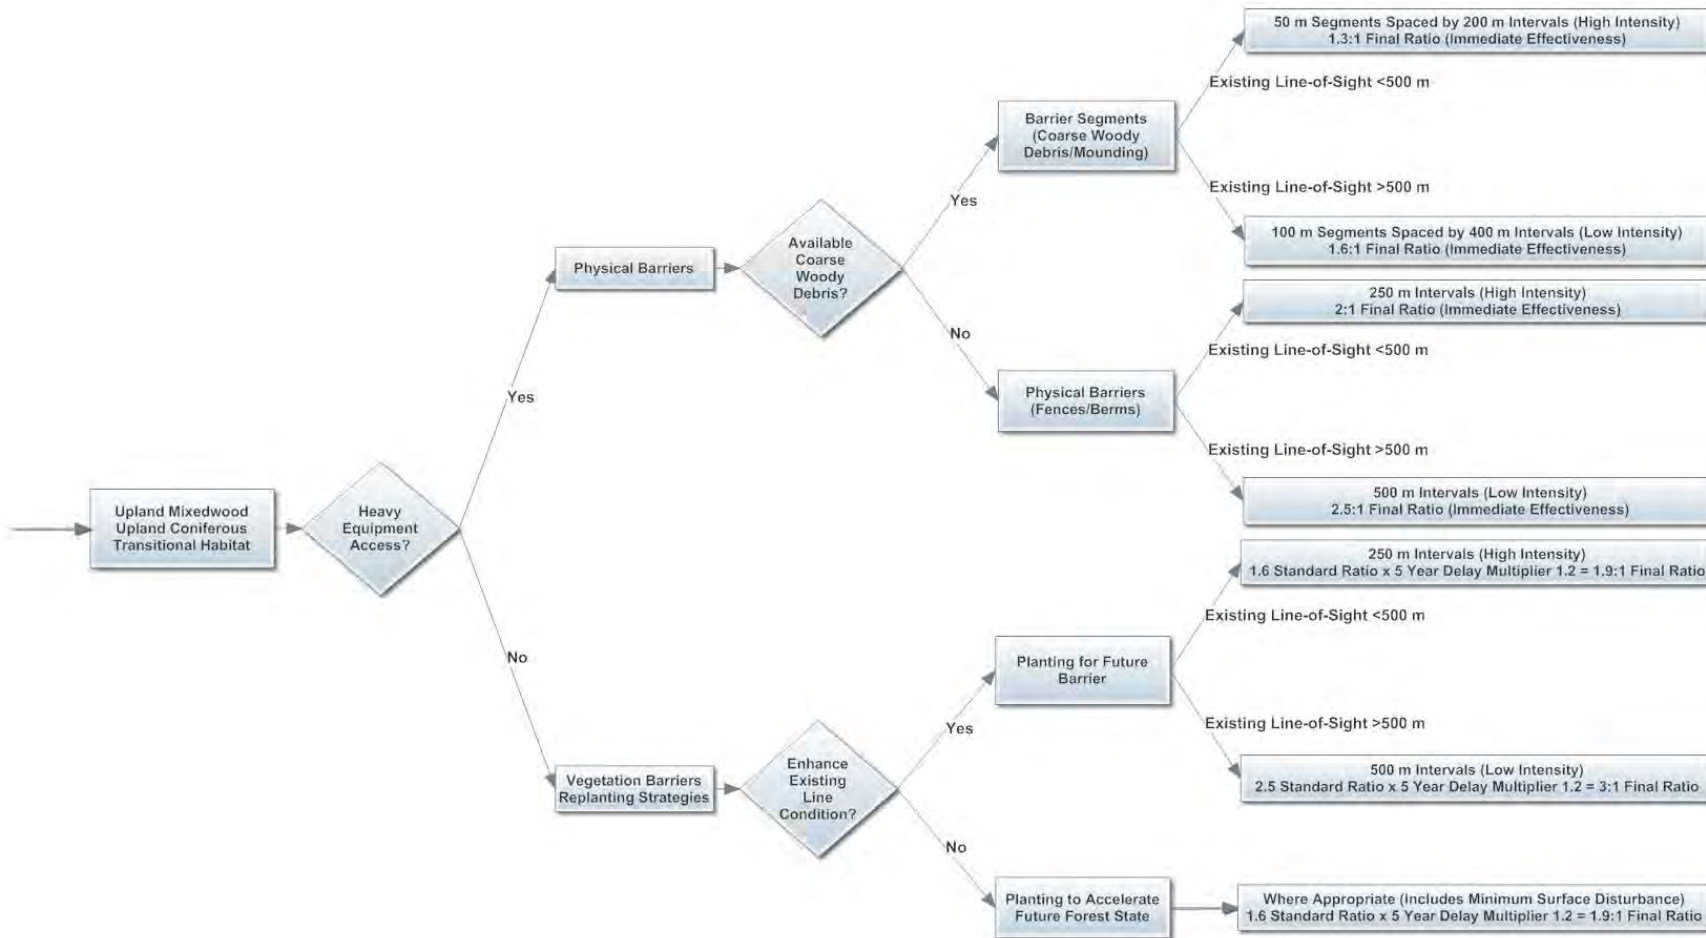 50 m Segments Spaced by 200 m Intervals (High Intensity)
1.3:1 Final Ratio (Immediate Effectiveness)
Existing Line-of-Sight <500 m
Barrier Segments
(Coarse Woody
Debris/Mounding)
Existing Line-of-Sight >500 m
Yes
100 m Segments Spaced by 400 m Intervals (Low Intensity)
1.6:1 Final Ratio (Immediate Effectiveness)
Physical Barriers
Available
Coarse
Woody
Debris?
250 m Intervals (High Intensity)
2:1 Final Ratio (Immediate Effectiveness)
No
Existing Line-of-Sight <500 m
Yes
Physical Barriers
(Fences/Berms)
Existing Line-of-Sight >500 m
500 m Intervals (Low Intensity)
2.5:1 Final Ratio (Immediate Effectiveness)
Upland Mixedwood
Upland Coniferous
Transitional Habitat
Heavy
Equipment
Access?
250 m Intervals (High Intensity)
1.6 Standard Ratio x 5 Year Delay Multiplier 1.2 = 1.9:1 Final Ratio
Existing Line-of-Sight <500 m
No
Planting for Future
Barrier
Yes
Existing Line-of-Sight >500 m
Vegetation Barriers
Replanting Strategies
Enhance
Existing
Line
Condition?
500 m Intervals (Low Intensity)
2.5 Standard Ratio x 5 Year Delay Multiplier 1.2 = 3:1 Final Ratio
No
Planting to Accelerate
Future Forest State
Where Appropriate (Includes Minimum Surface Disturbance)
1.6 Standard Ratio x 5 Year Delay Multiplier 1.2 = 1.9:1 Final Ratio